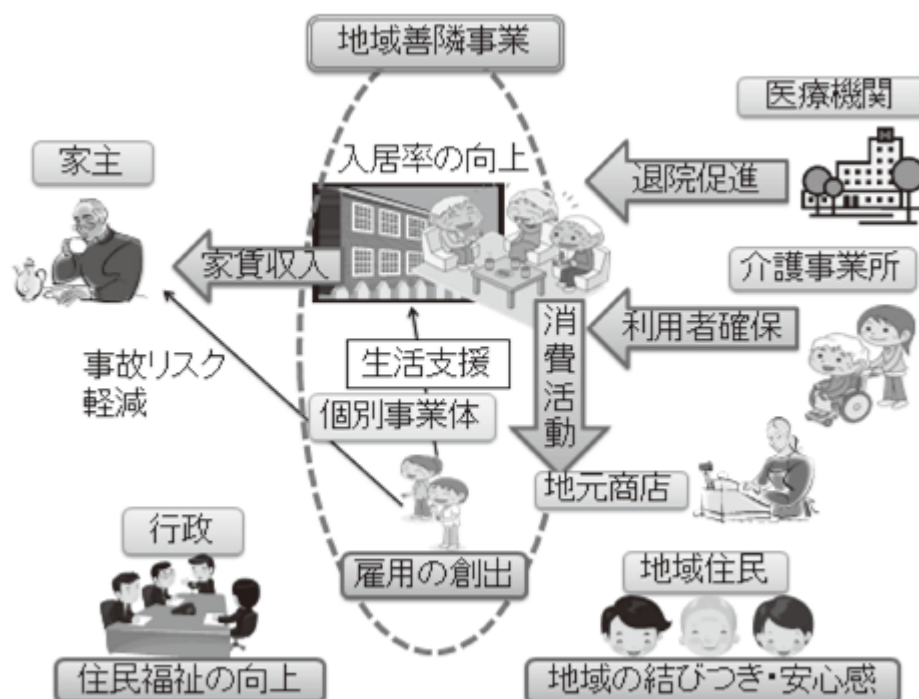 地域善隣事業
医療機関
家主
入居率の向上
退院促進
家賃収入
介護事業所
利用者確保
消費活動
生活支援
事故リスク
軽減
個別事業体
地元商店
行政
雇用の創出
地域住民
住民福祉の向上
地域の結びつき・安心感